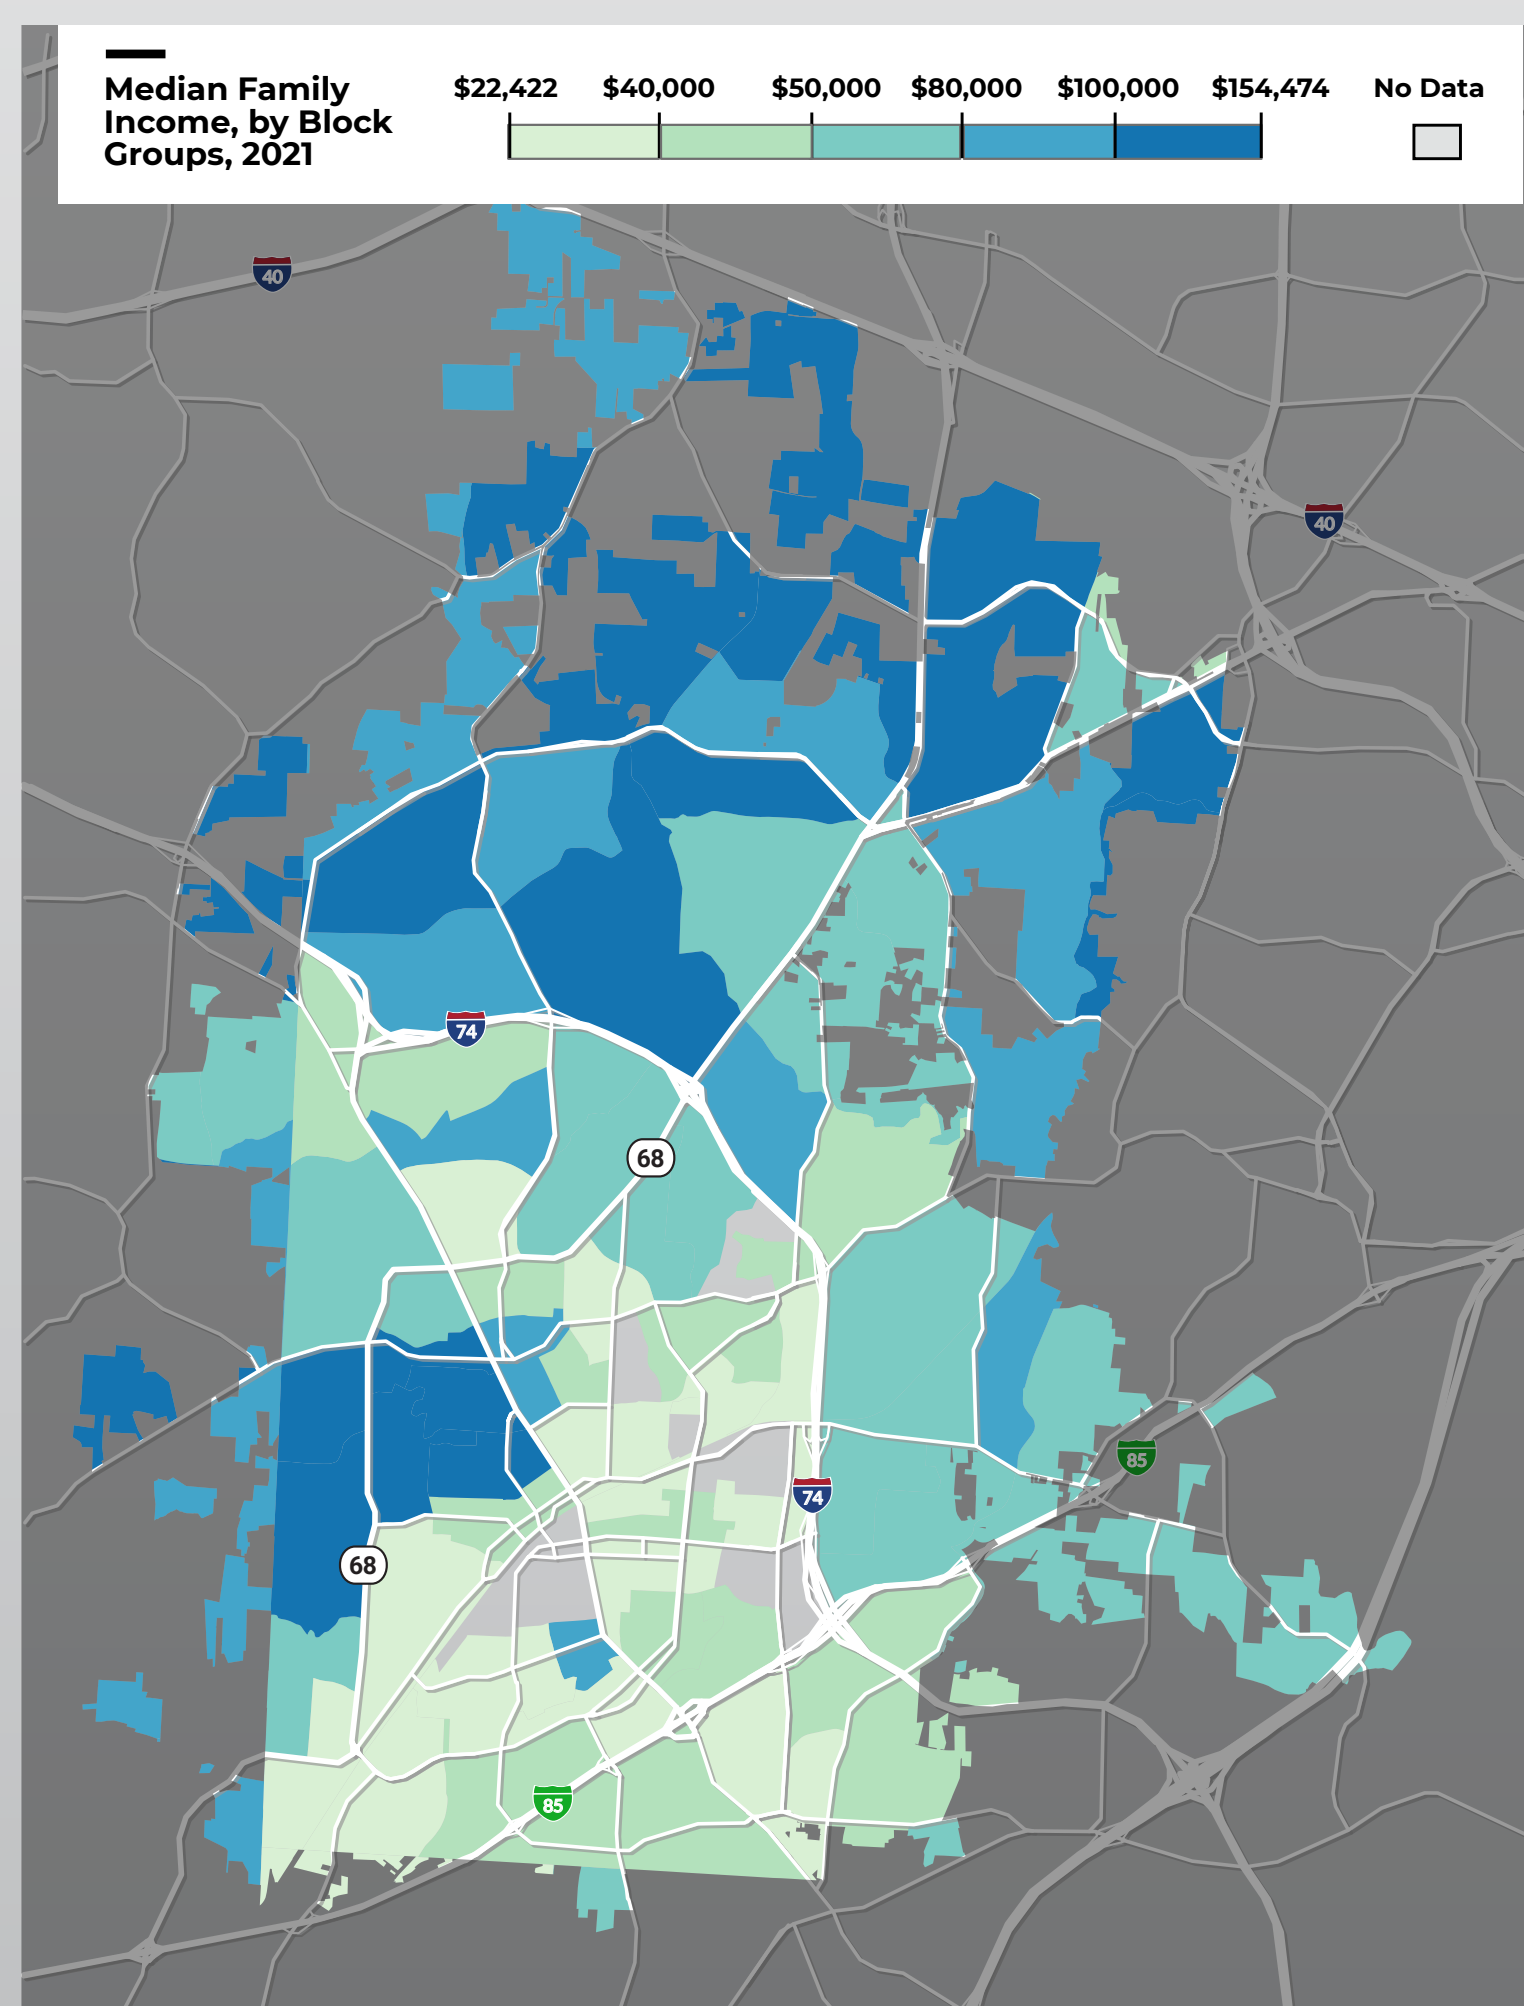 Median Family
Income, by Block
Groups, 2021
$22,422 $40,000 $50,000 $80,000 $100,000 $154,474 No Data
40
40
74
68
85
74
68
85